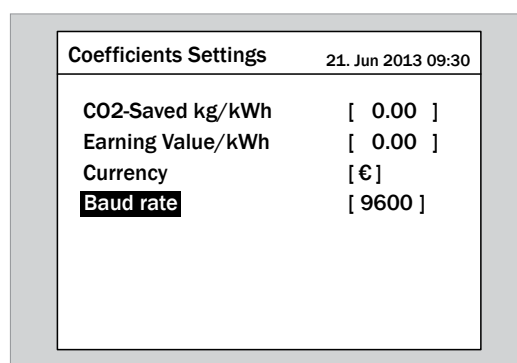 Coefficients Settings 21. Jun 2013 09:30
CO2-Saved kg/kWh [ 0.00 ]
Earning Value/kWh [ 0.00 ]
Currency [ € ]
Baud rate [ 9600 ]